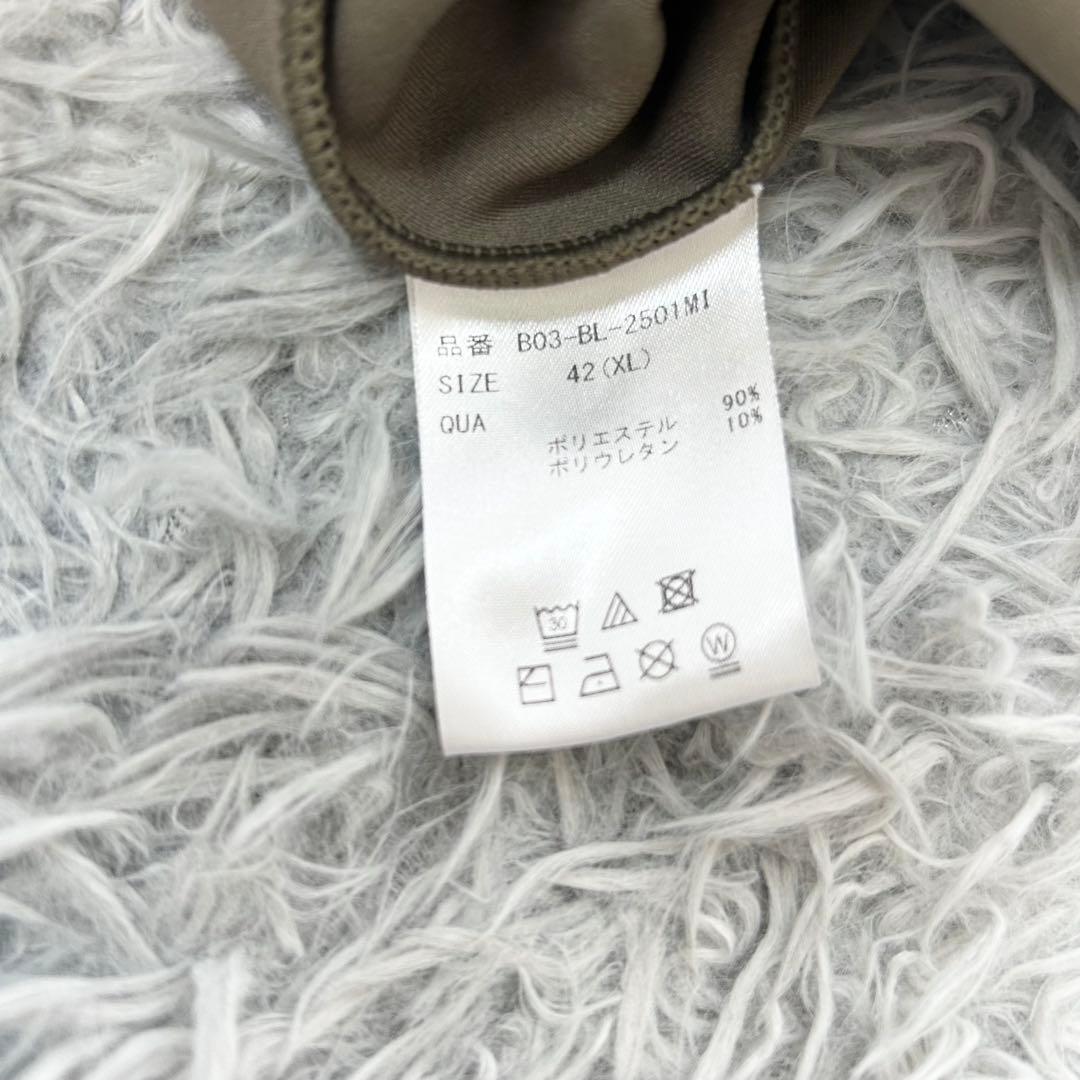 品番 B03-BL-2501MI
SIZE 42(XL)
QUA
ポリエステル 90%
ポリウレタン 10%
30
W